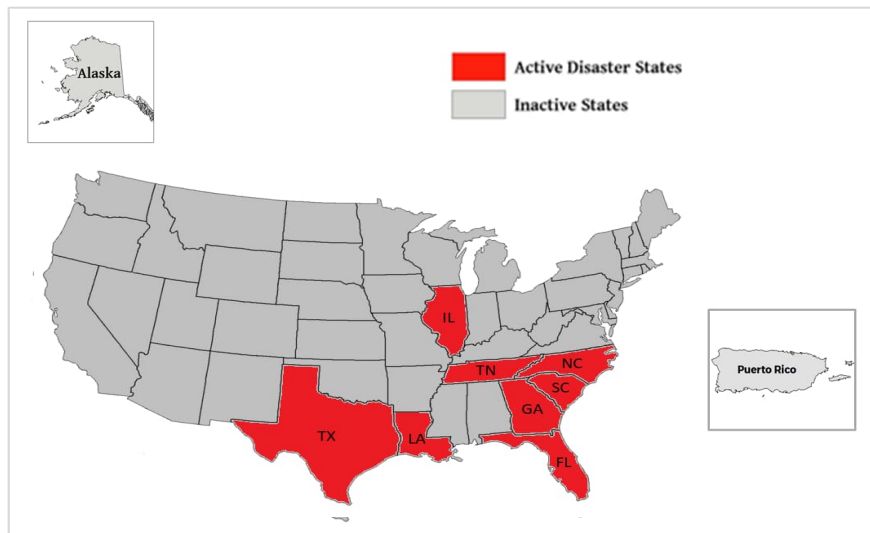 Alaska
Active Disaster States
Inactive States
IL
TN
NC
SC
GA
TX
LA
FL
Puerto Rico